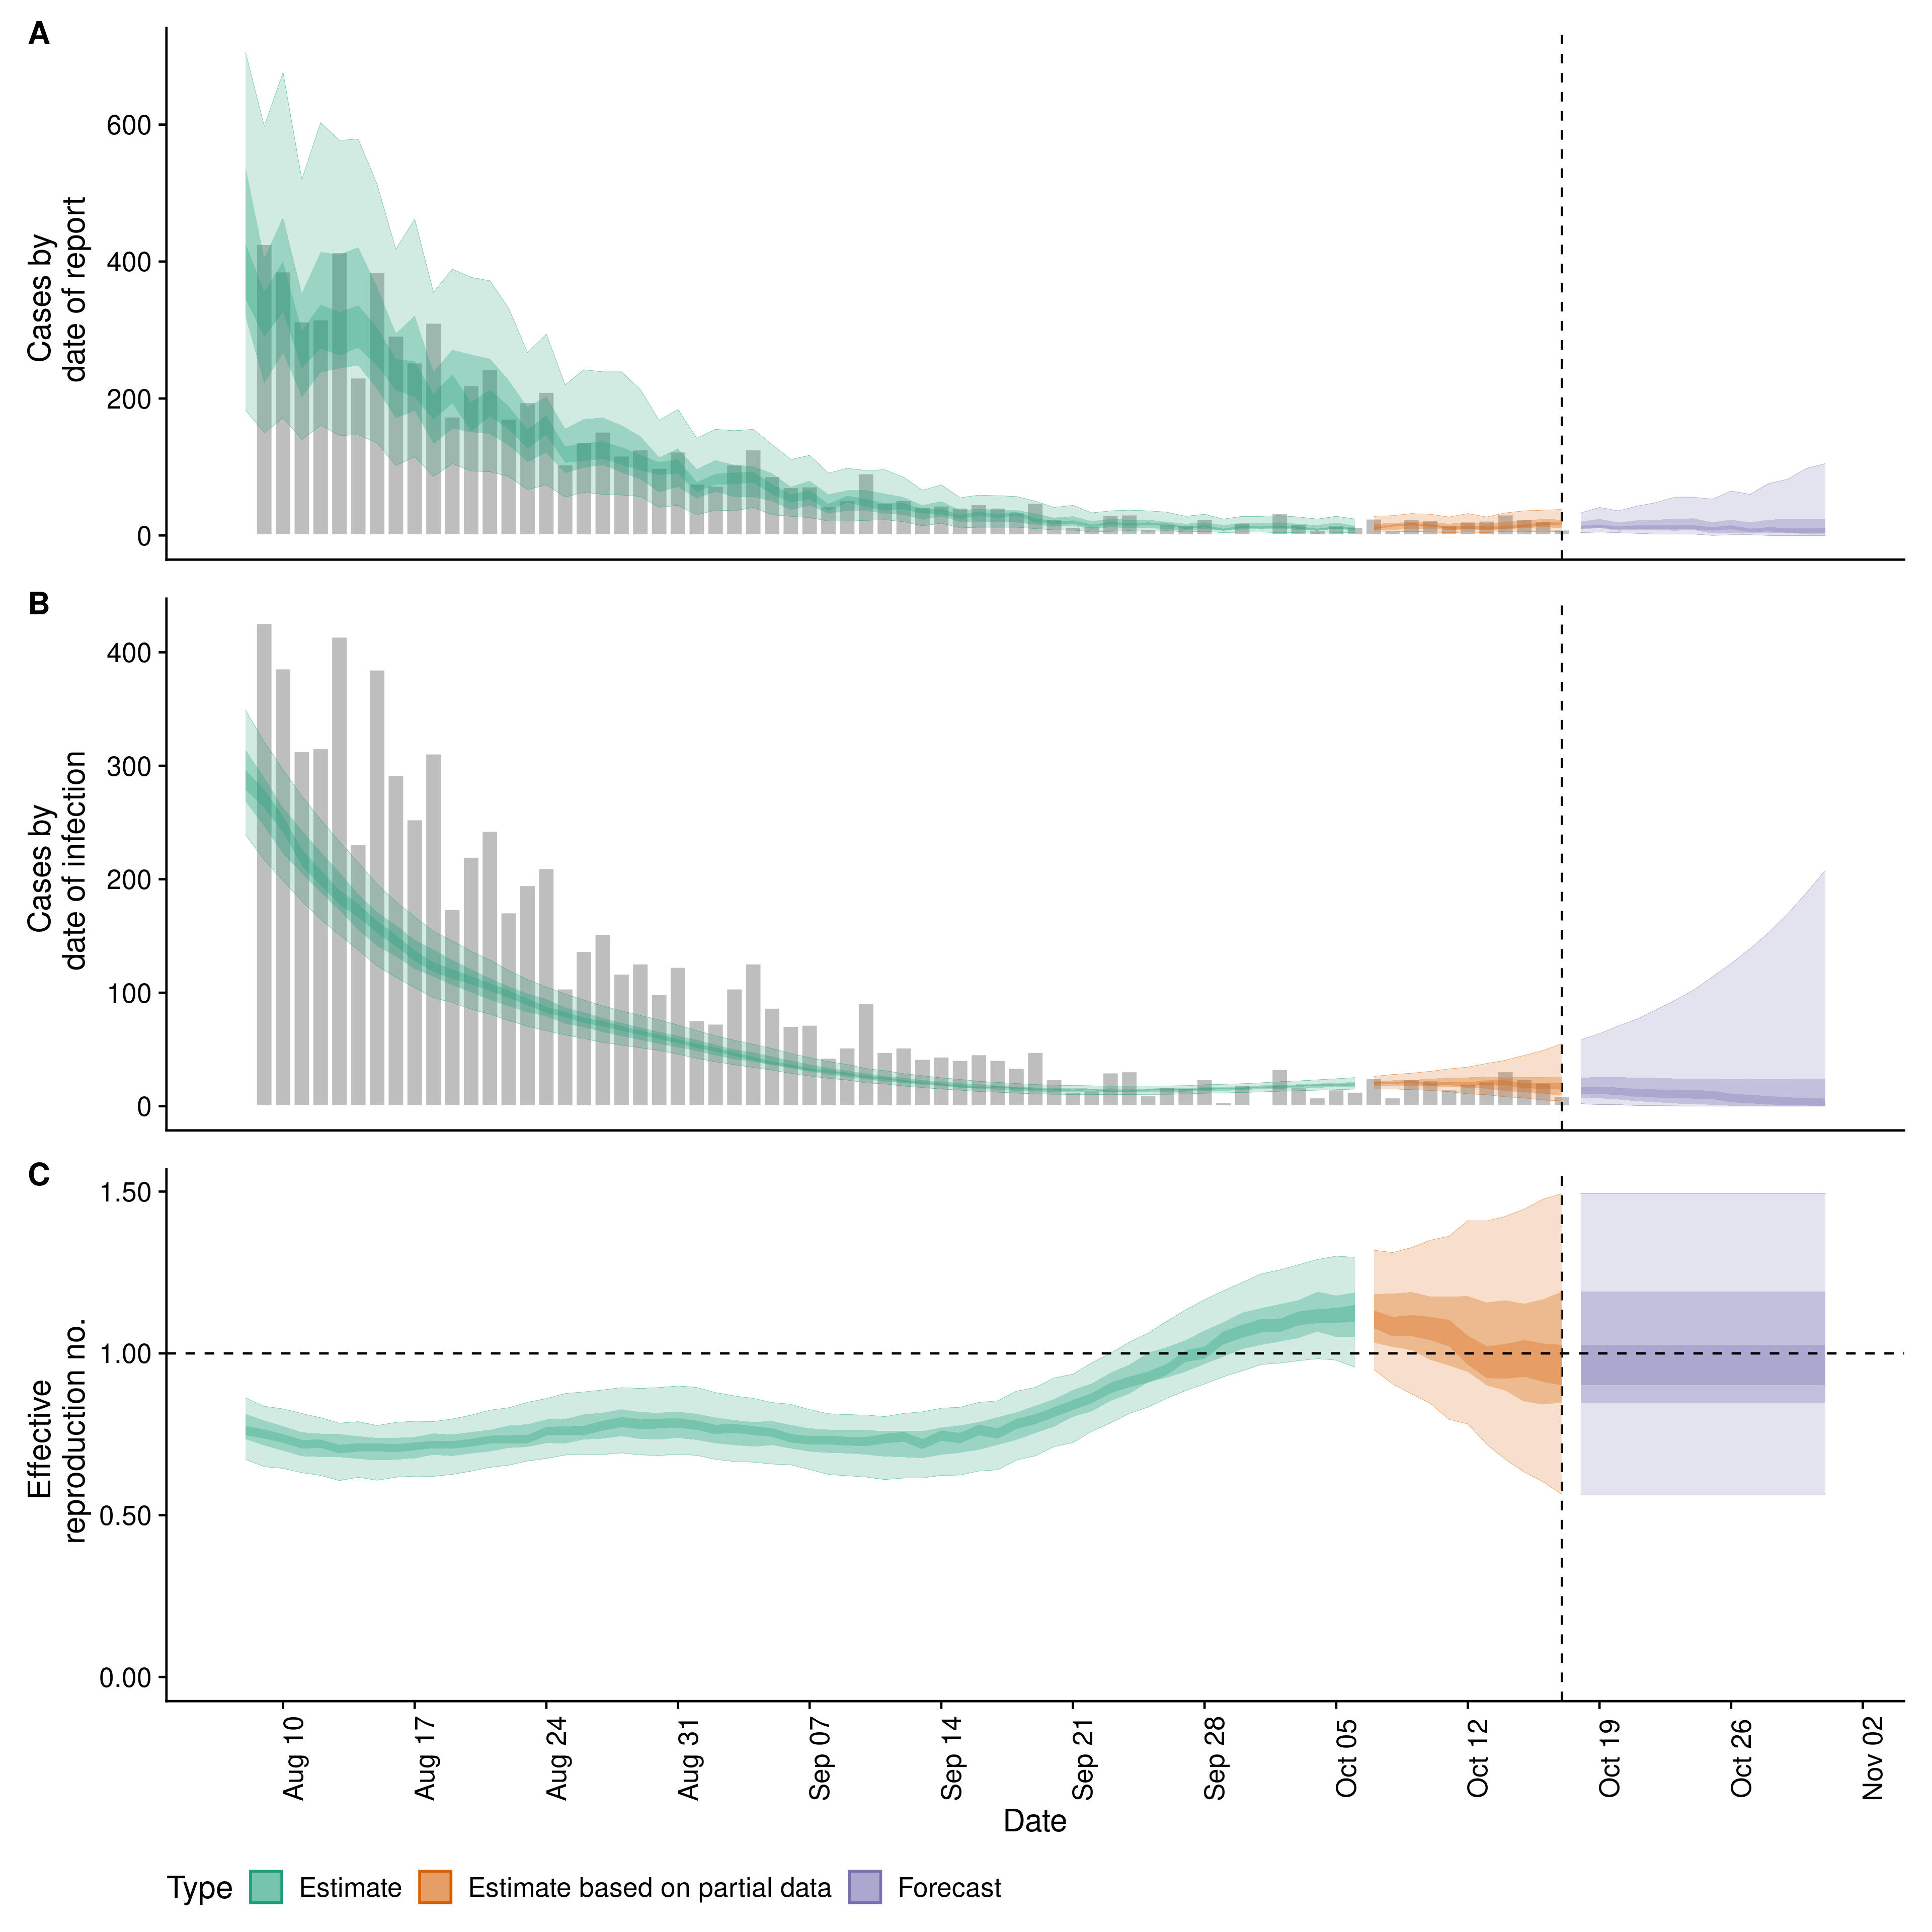 A
Cases by
date of report
600
400
200
0
B
Cases by
date of infection
400
300
200
100
0
C
Effective
reproduction no.
1.50
1.00
0.50
0.00
Aug 10
Aug 17
Aug 24
Aug 31
Sep 07
Sep 14
Sep 21
Sep 28
Oct 05
Oct 12
Oct 19
Oct 26
Nov 02
Date
Type Estimate Estimate based on partial data Forecast